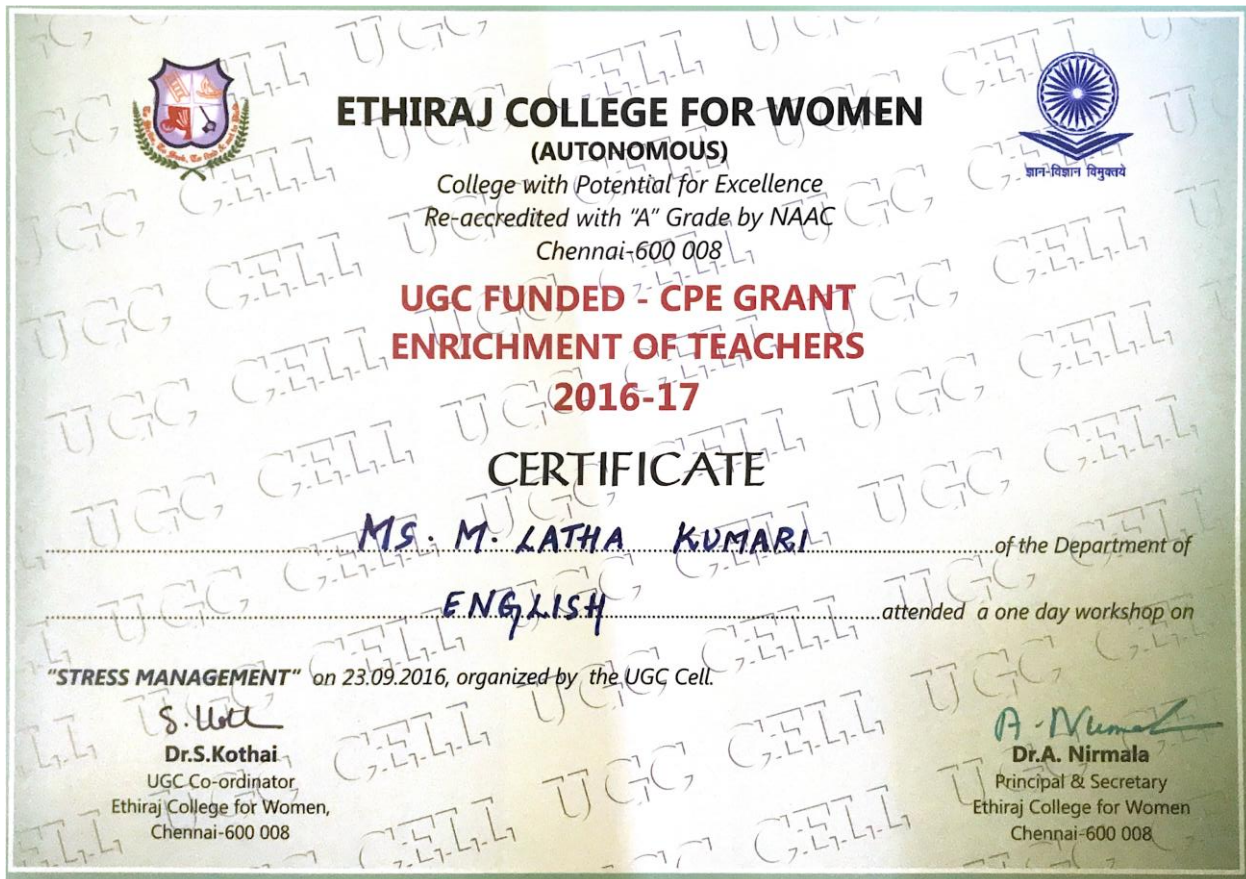 ETHIRAJ COLLEGE FOR WOMEN
(AUTONOMOUS)
College with Potential for Excellence
Re-accredited with "A" Grade by NAAC
Chennai-600 008
ज्ञान-विज्ञान विमुक्तये
UGC FUNDED - CPE GRANT
ENRICHMENT OF TEACHERS
2016-17
CERTIFICATE
MS. M. LATHA KUMARI of the Department of
ENGLISH attended a one day workshop on
"STRESS MANAGEMENT" on 23.09.2016, organized by the UGC Cell.
Dr.S.Kothai
UGC Co-ordinator
Ethiraj College for Women,
Chennai-600 008
A. Nirmala
Dr.A. Nirmala
Principal & Secretary
Ethiraj College for Women
Chennai-600 008
UGC CELL